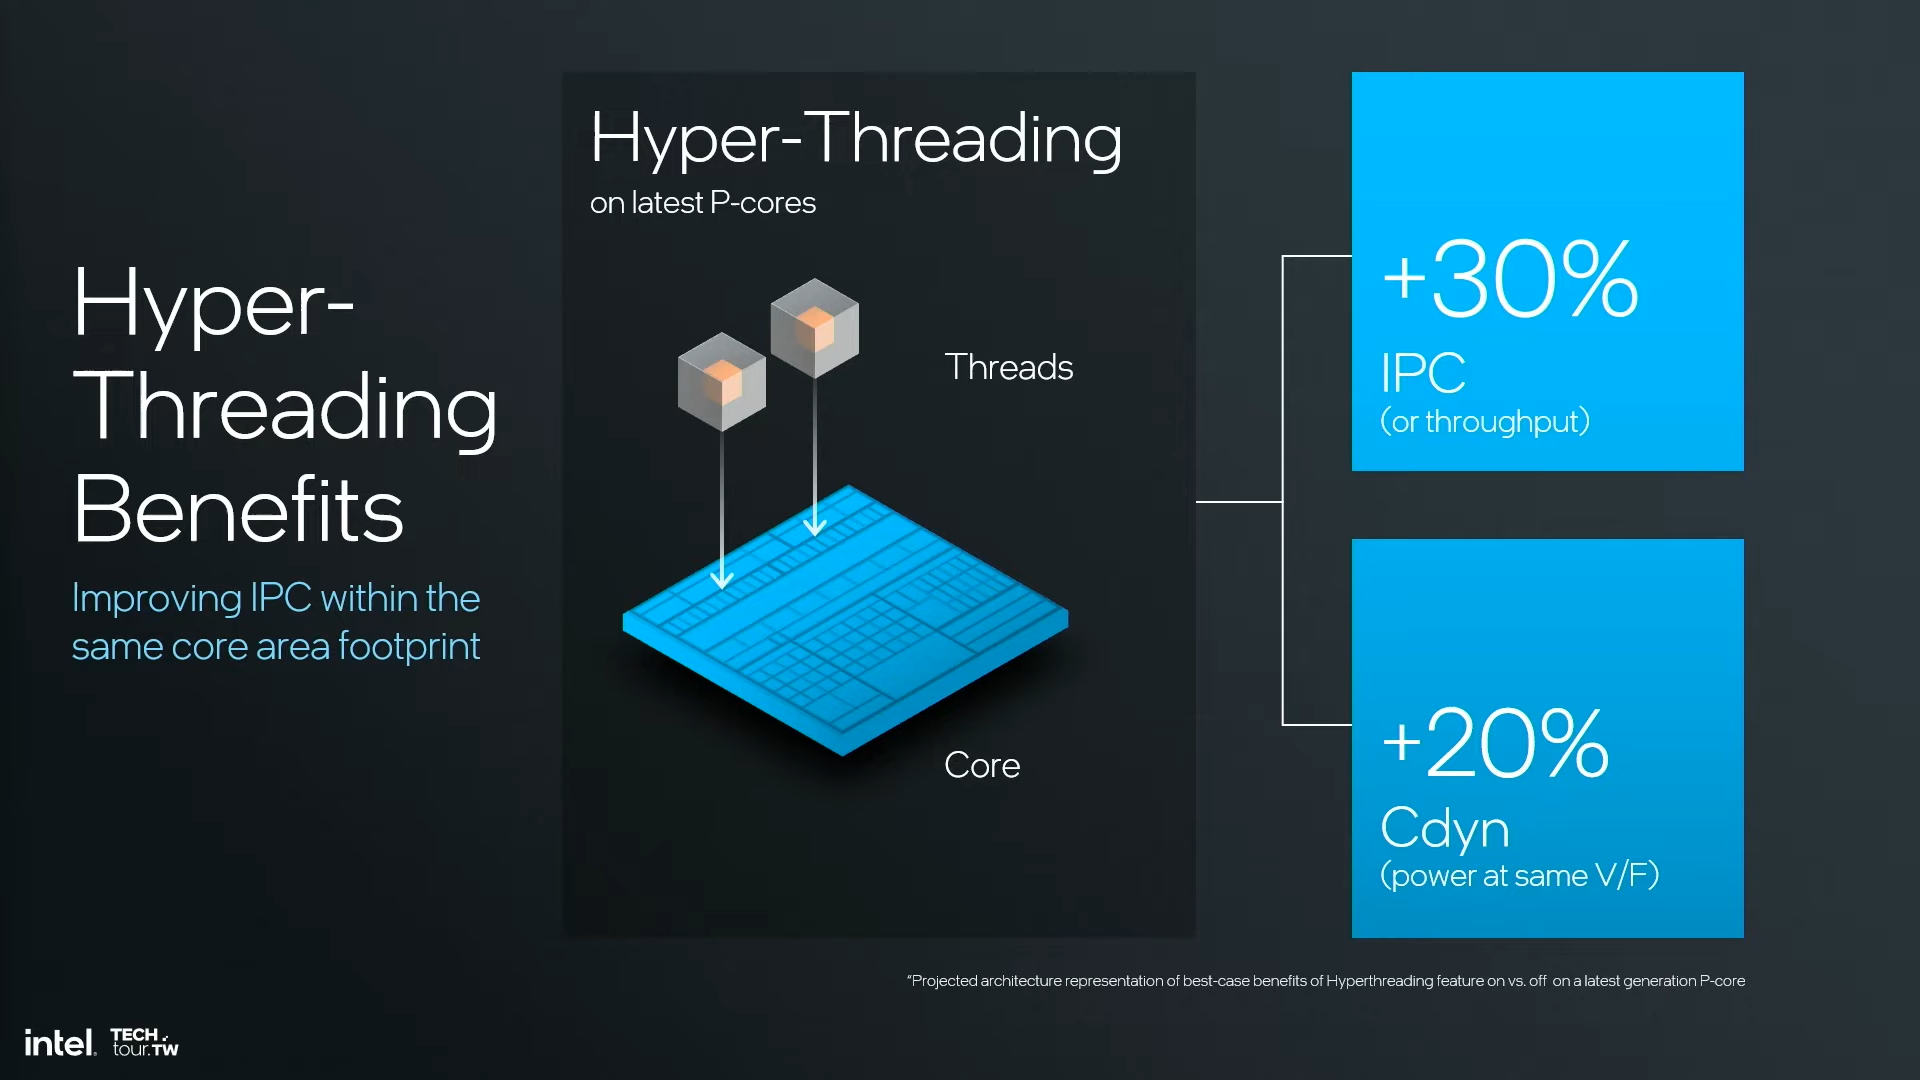 Hyper-
Threading
Benefits
Improving IPC within the
same core area footprint
Hyper-Threading
on latest P-cores
Threads
Core
+30%
IPC
(or throughput)
+20%
Cdyn
(power at same V/F)
"Projected architecture representation of best-case benefits of Hyperthreading feature on vs. off on a latest generation P-core
intel.
TECH
tour.TW